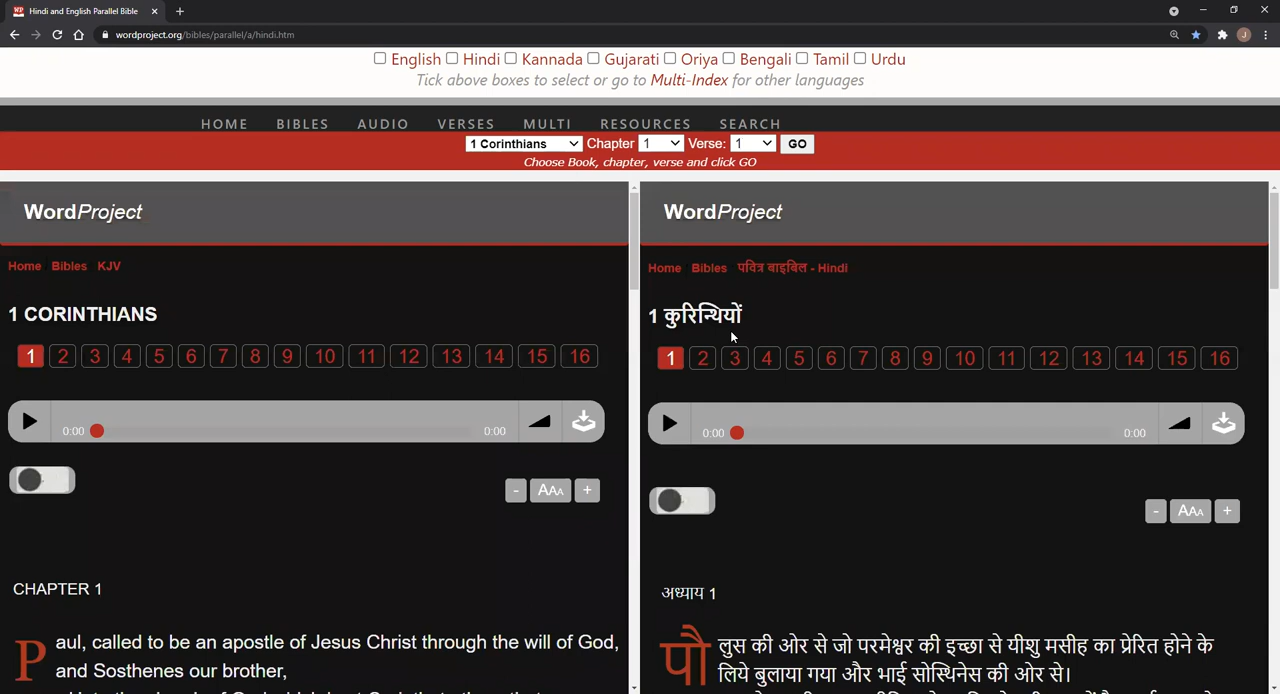 Hindi and English Parallel Bible
wordproject.org/bibles/parallel/a/hindi.htm
J
English Hindi Kannada Gujarati Oriya Bengali Tamil Urdu
Tick above boxes to select or go to Multi-Index for other languages
HOME BIBLES AUDIO VERSES MULTI RESOURCES SEARCH
1 Corinthians Chapter 1 Verse: 1 GO
Choose Book, chapter, verse and click GO
WordProject
Home Bibles KJV
1 CORINTHIANS
1 2 3 4 5 6 7 8 9 10 11 12 13 14 15 16
0:00 0:00
- AAA +
CHAPTER 1
Paul, called to be an apostle of Jesus Christ through the will of God,
and Sosthenes our brother,
WordProject
Home Bibles पवित्र बाइबिल - Hindi
1 कुरिन्थियों
1 2 3 4 5 6 7 8 9 10 11 12 13 14 15 16
0:00 0:00
- AAA +
अध्याय 1
पौलुस की ओर से जो परमेश्वर की इच्छा से यीशु मसीह का प्रेरित होने के
लिये बुलाया गया और भाई सोस्थिनेस की ओर से।